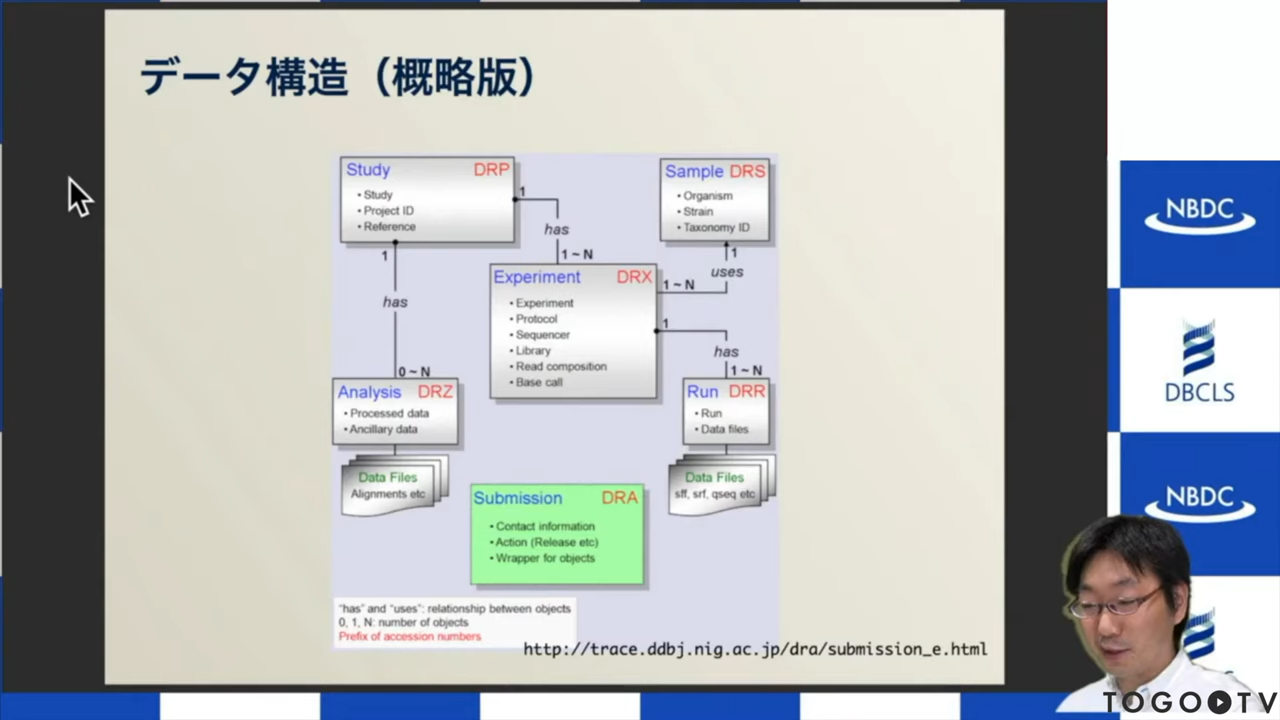 データ構造（概略版）
Study DRP
• Study
• Project ID
• Reference
Sample DRS
• Organism
• Strain
• Taxonomy ID
1
has
1 ~ N
1
uses
1 ~ N
Experiment DRX
• Experiment
• Protocol
• Sequencer
• Library
• Read composition
• Base call
1
has
0 ~ N
1
has
1 ~ N
Analysis DRZ
• Processed data
• Ancillary data
Data Files
Alignments etc
Run DRR
• Run
• Data files
Data Files
sff, srf, qseq etc
Submission DRA
• Contact information
• Action (Release etc)
• Wrapper for objects
"has" and "uses": relationship between objects
0, 1, N: number of objects
Prefix of accession numbers
http://trace.ddbj.nig.ac.jp/dra/submission_e.html
NBDC
DBCLS
NBDC
TOGOTV